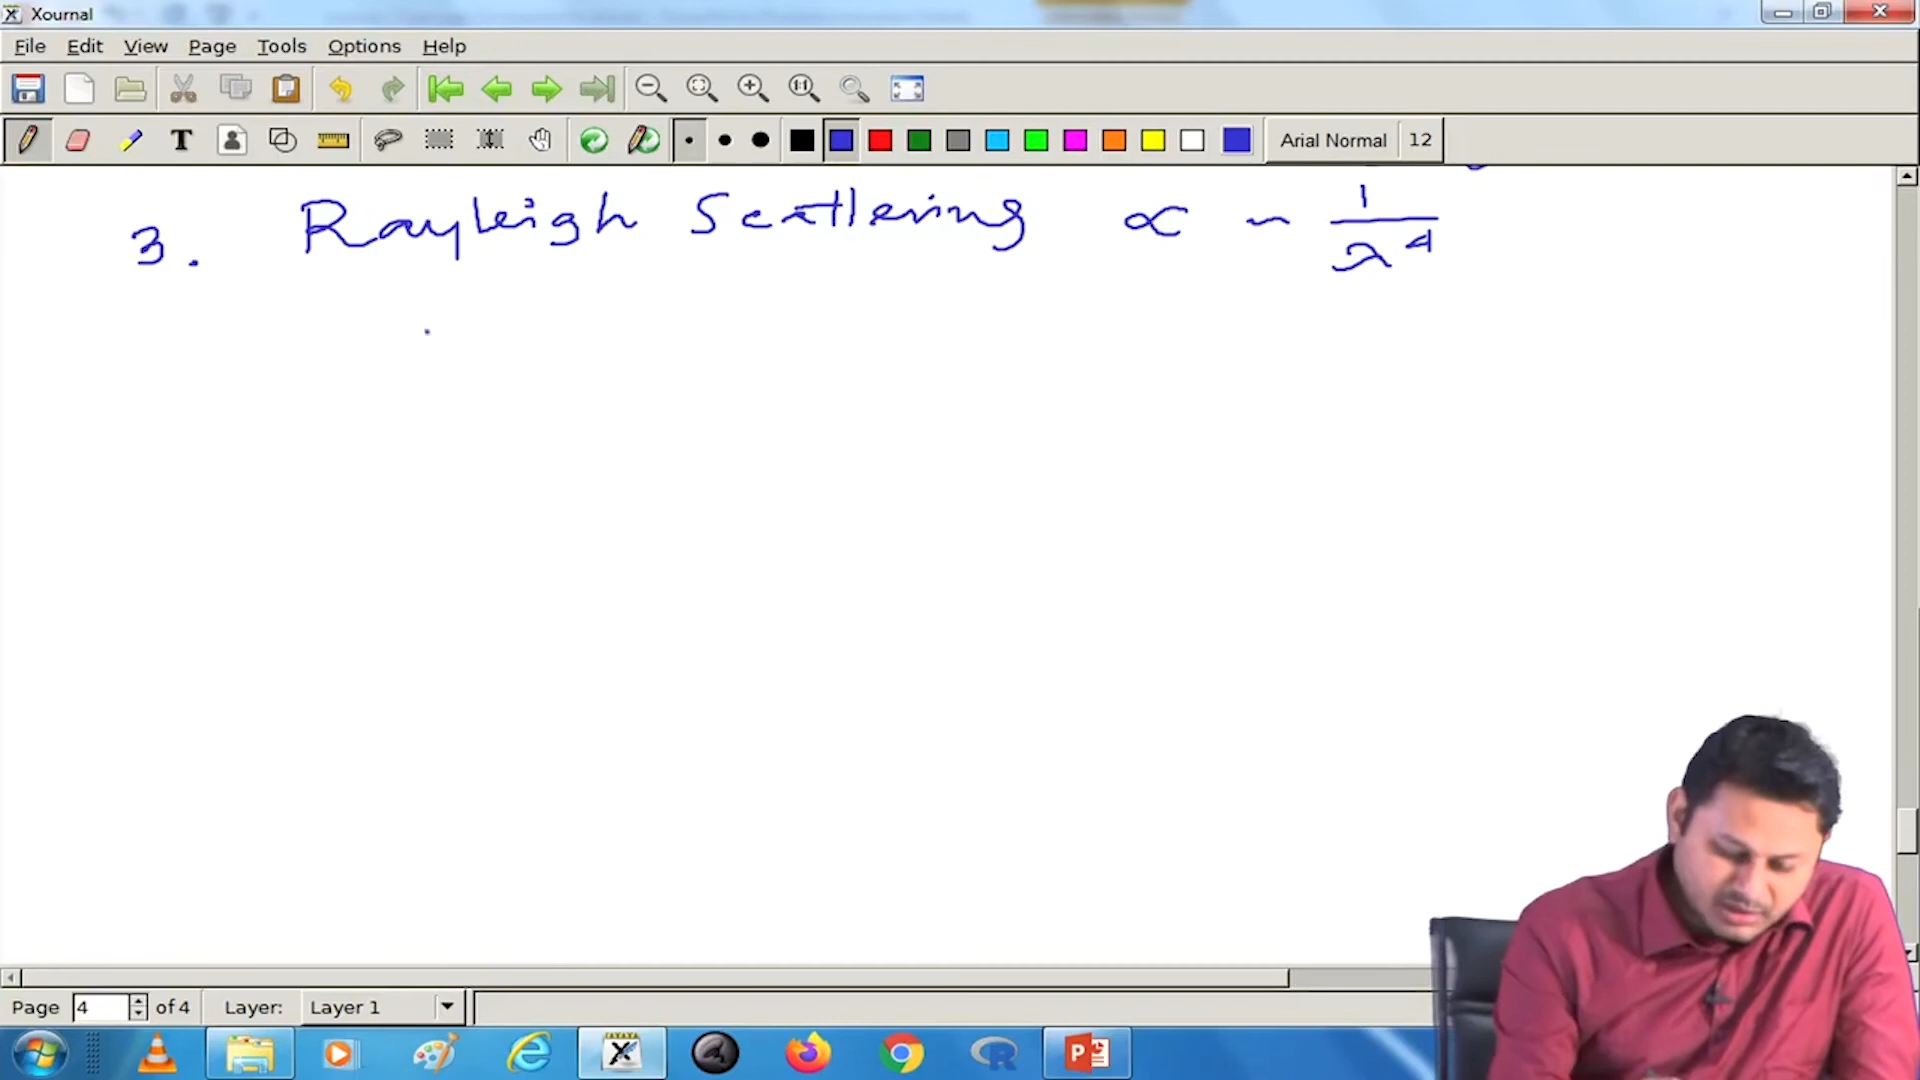 Xournal
File Edit View Page Tools Options Help
T Arial Normal 12
3. Rayleigh Scattering ∝ ~ 1/λ^4
Page 4 of 4 Layer: Layer 1